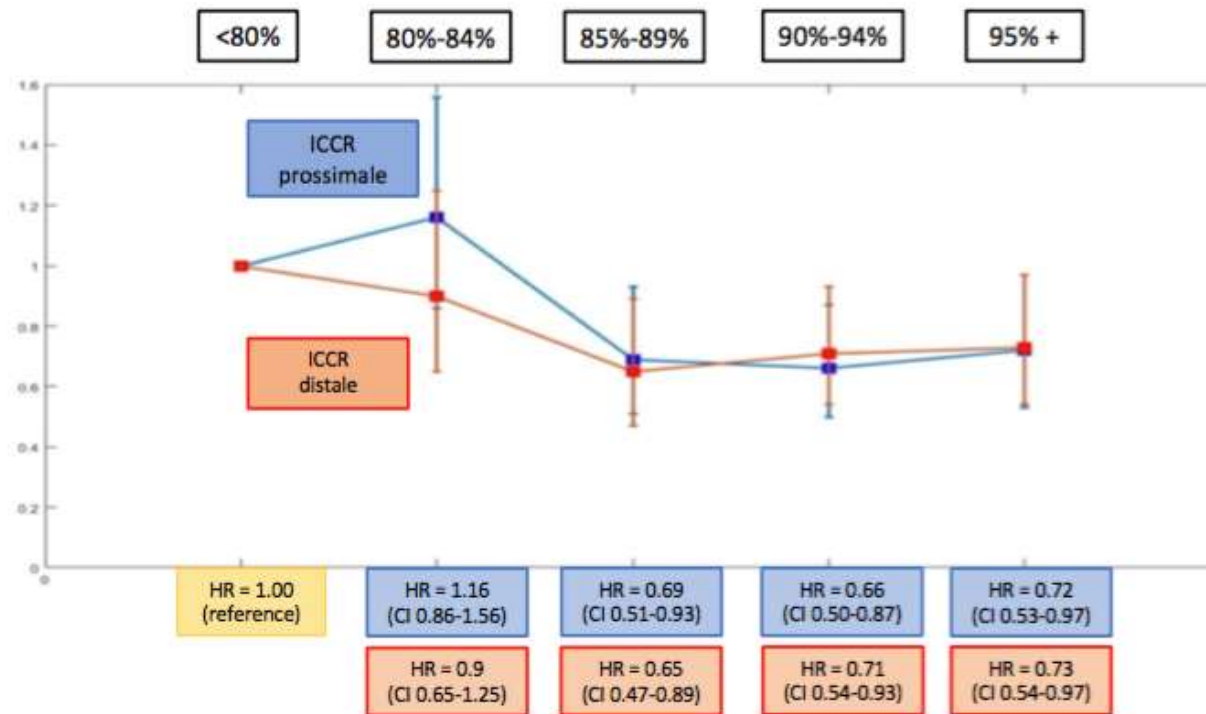 <80%
80%-84%
85%-89%
90%-94%
95% +
1.6
1.4
1.2
1
0.8
0.6
0.4
0.2
0
0
ICCR
prossimale
ICCR
distale
HR = 1.00
(reference)
HR = 1.16
(CI 0.86-1.56)
HR = 0.69
(CI 0.51-0.93)
HR = 0.66
(CI 0.50-0.87)
HR = 0.72
(CI 0.53-0.97)
HR = 0.9
(CI 0.65-1.25)
HR = 0.65
(CI 0.47-0.89)
HR = 0.71
(CI 0.54-0.93)
HR = 0.73
(CI 0.54-0.97)